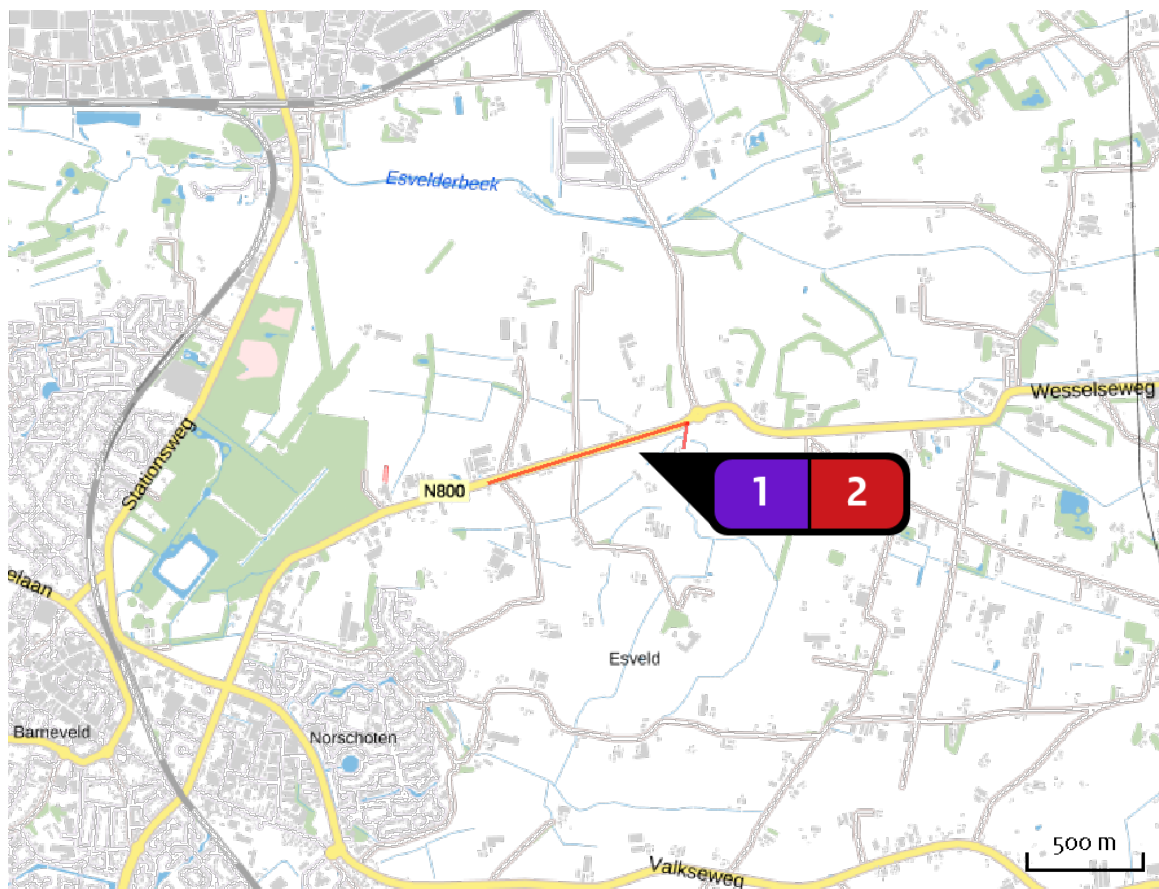 Esvelderbeek
Wesselseweg
Stationsweg
N800
1 2
elaan
Esveld
Barneveld
Norschoten
500 m
Valkseweg